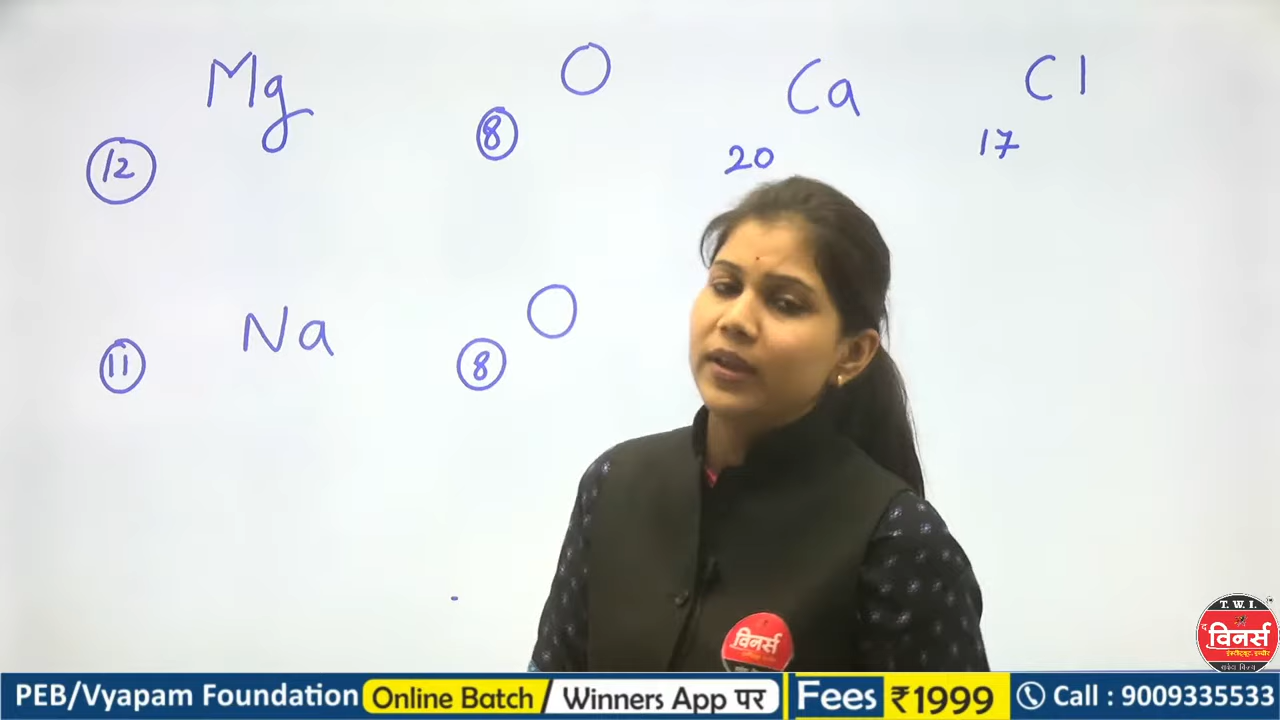 Mg O Ca Cl
12 8 20 17
Na O
11 8
विनर्स
T. W. I.
द
विनर्स
PEB/Vyapam Foundation Online Batch / Winners App पर Fees ₹1999 Call : 9009335533